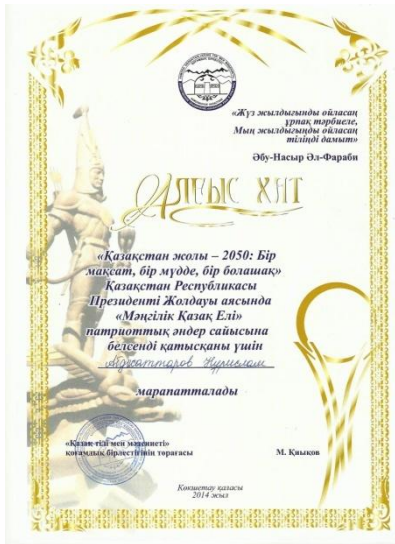 «Жүз жылдығыңды ойласаң
ұрпақ тәрбиеле,
Мың жылдығыңды ойласаң
тіліңді дамыт»
Әбу-Насыр Әл-Фараби
АЛҒЫС ХАТ
«Қазақстан жолы – 2050: Бір
мақсат, бір мүдде, бір болашақ»
Қазақстан Республикасы
Президенті Жолдауы аясында
«Мәңгілік Қазақ Елі»
патриоттық әндер сайысына
белсенді қатысқаны үшін
Абдсаттаров Нұрислам
марапатталады
«Қазақ тілі мен мәдениеті»
қоғамдық бірлестігінің төрағасы
М. Қиықов
Көкшетау қаласы
2014 жыл